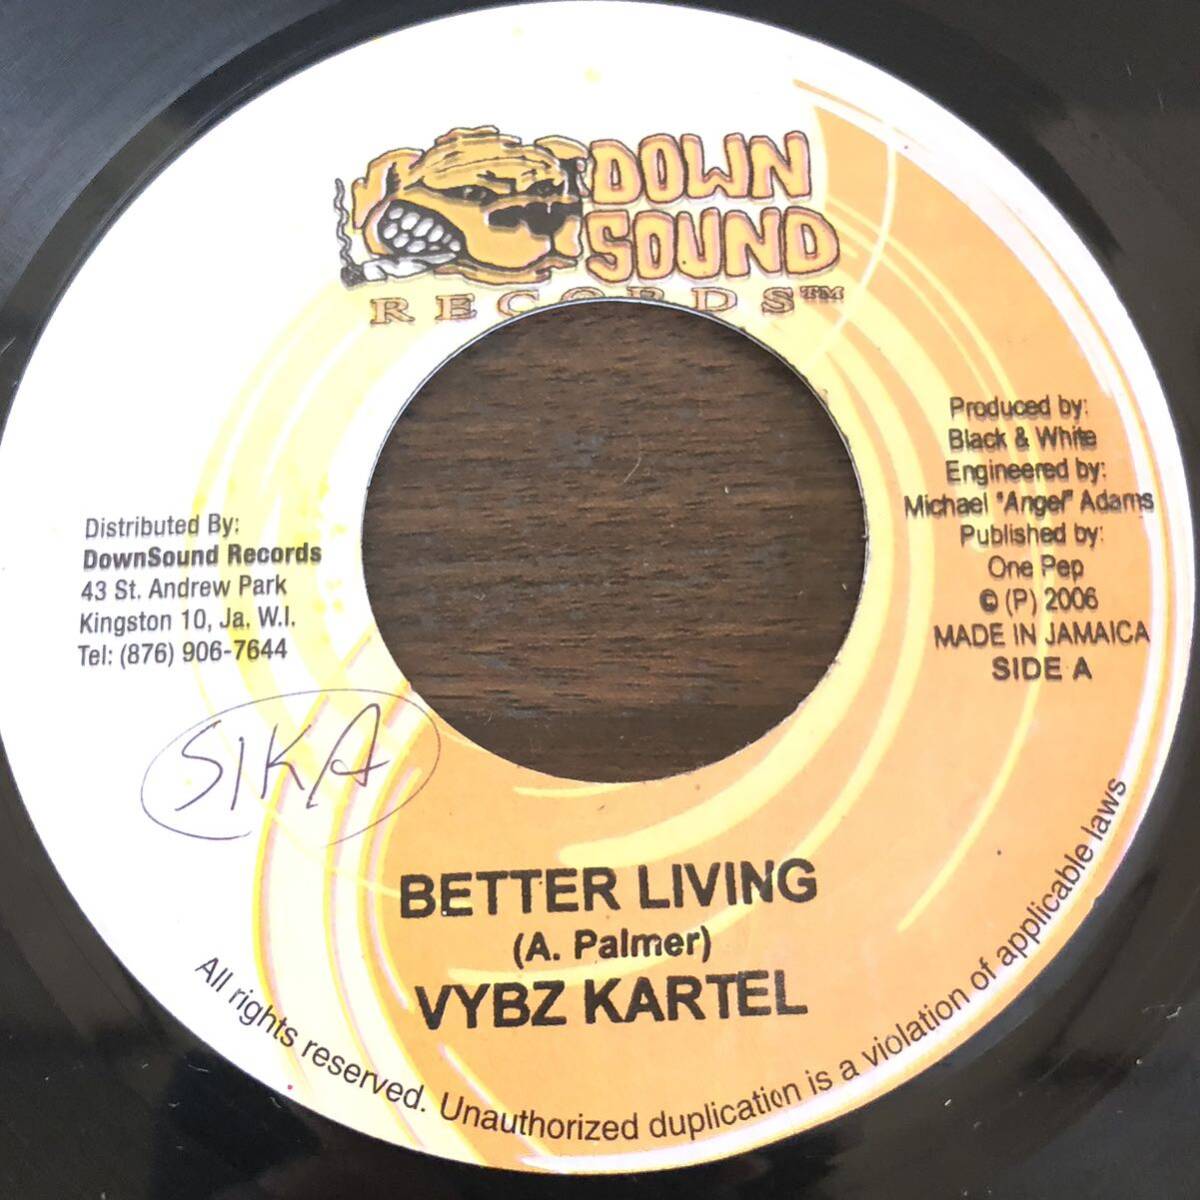 DOWN
SOUND
RECORDS™
Produced by:
Black & White
Engineered by:
Michael "Angel" Adams
Published by:
One Pep
© (P) 2006
MADE IN JAMAICA
SIDE A
Distributed By:
DownSound Records
43 St. Andrew Park
Kingston 10, Ja. W.I.
Tel: (876) 906-7644
SIKA
BETTER LIVING
(A. Palmer)
VYBZ KARTEL
All rights reserved. Unauthorized duplication is a violation of applicable laws